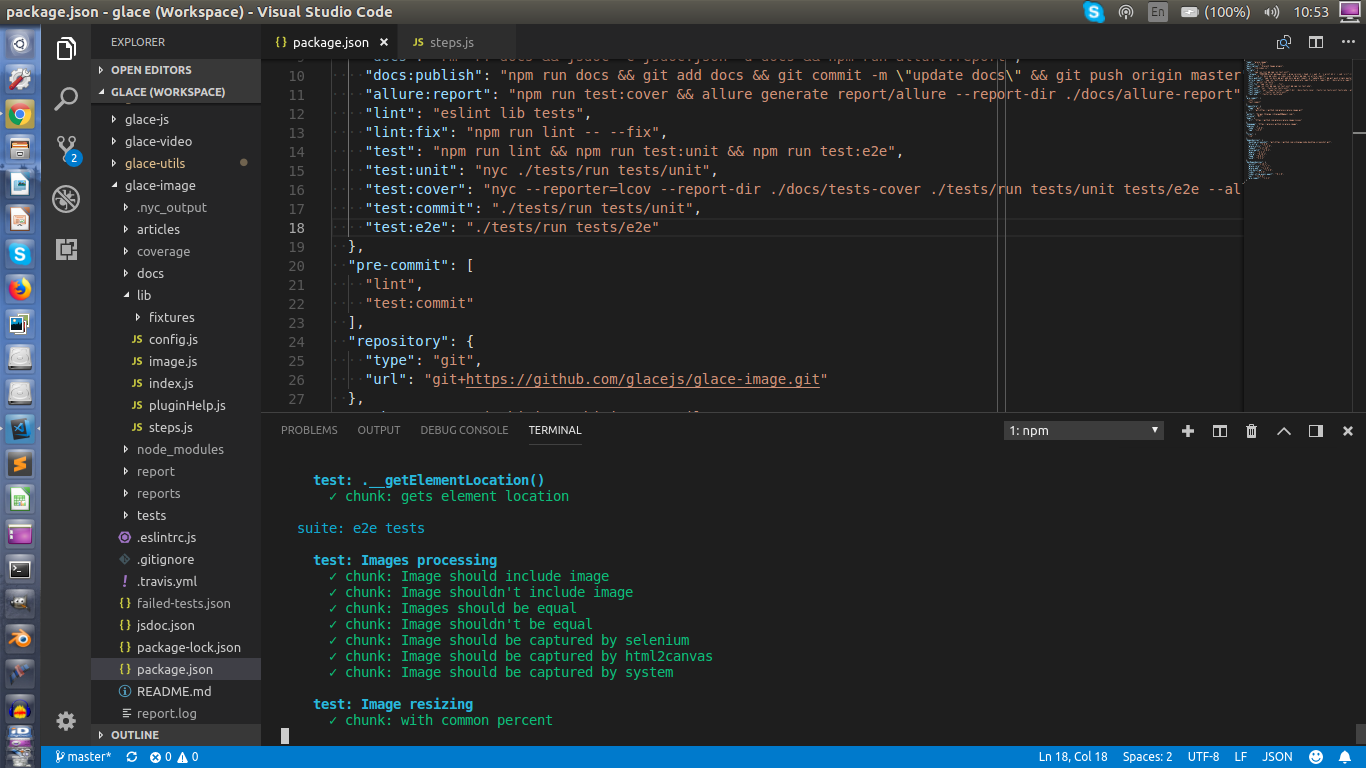 package.json - glace (Workspace) - Visual Studio Code
En
(100%)
10:53
EXPLORER
OPEN EDITORS
GLACE (WORKSPACE)
glace-js
glace-video
glace-utils
glace-image
.nyc_output
articles
coverage
docs
lib
fixtures
JS config.js
JS image.js
JS index.js
JS pluginHelp.js
JS steps.js
node_modules
report
reports
tests
.eslintrc.js
.gitignore
! .travis.yml
{} failed-tests.json
{} jsdoc.json
{} package-lock.json
{} package.json
README.md
report.log
OUTLINE
2
{} package.json ×
JS steps.js
10 "docs:publish": "npm run docs && git add docs && git commit -m \"update docs\" && git push origin master
11 "allure:report": "npm run test:cover && allure generate report/allure --report-dir ./docs/allure-report"
12 "lint": "eslint lib tests",
13 "lint:fix": "npm run lint -- --fix",
14 "test": "npm run lint && npm run test:unit && npm run test:e2e",
15 "test:unit": "nyc ./tests/run tests/unit",
16 "test:cover": "nyc --reporter=lcov --report-dir ./docs/tests-cover ./tests/run tests/unit tests/e2e --al
17 "test:commit": "./tests/run tests/unit",
18 "test:e2e": "./tests/run tests/e2e"
19 },
20 "pre-commit": [
21 "lint",
22 "test:commit"
23 ],
24 "repository": {
25 "type": "git",
26 "url": "git+https://github.com/glacejs/glace-image.git"
27 },
PROBLEMS OUTPUT DEBUG CONSOLE TERMINAL
1: npm
test: .__getElementLocation()
✓ chunk: gets element location
suite: e2e tests
test: Images processing
✓ chunk: Image should include image
✓ chunk: Image shouldn't include image
✓ chunk: Images should be equal
✓ chunk: Image shouldn't be equal
✓ chunk: Image should be captured by selenium
✓ chunk: Image should be captured by html2canvas
✓ chunk: Image should be captured by system
test: Image resizing
✓ chunk: with common percent
master*
0
0
Ln 18, Col 18
Spaces: 2
UTF-8
LF
JSON